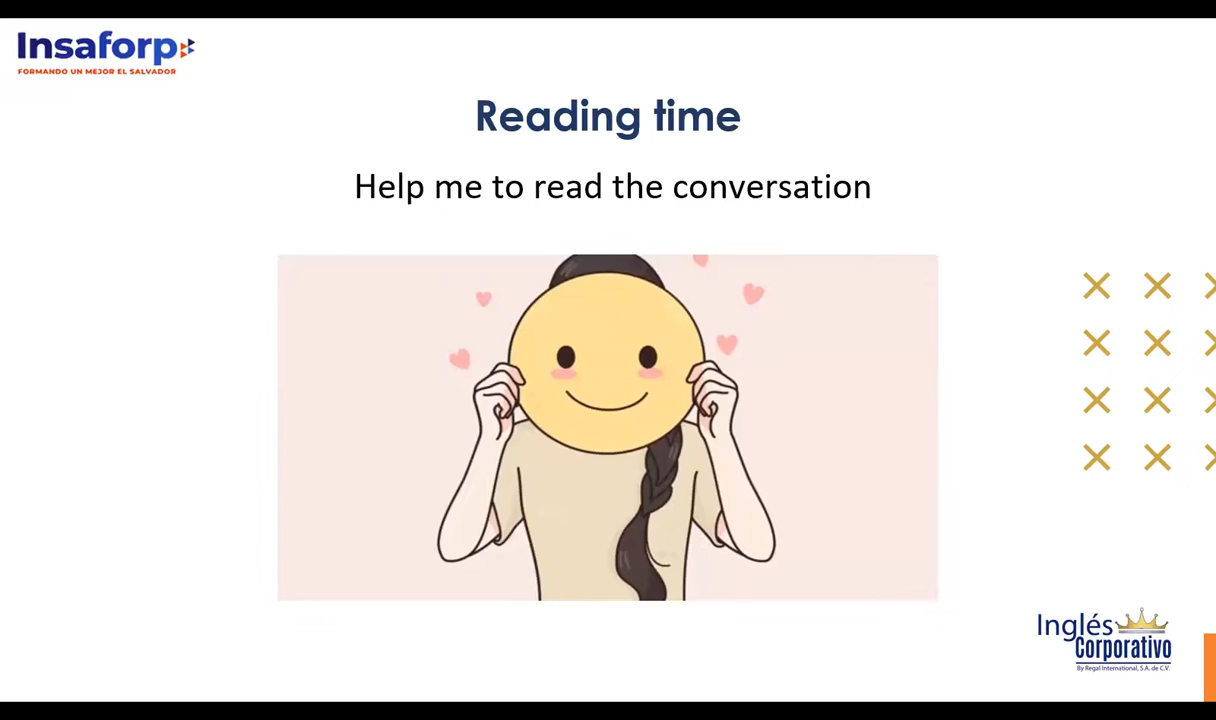 Insaforp
FORMANDO UN MEJOR EL SALVADOR
Reading time
Help me to read the conversation
Inglés
Corporativo
By Regal International, S.A. de C.V.